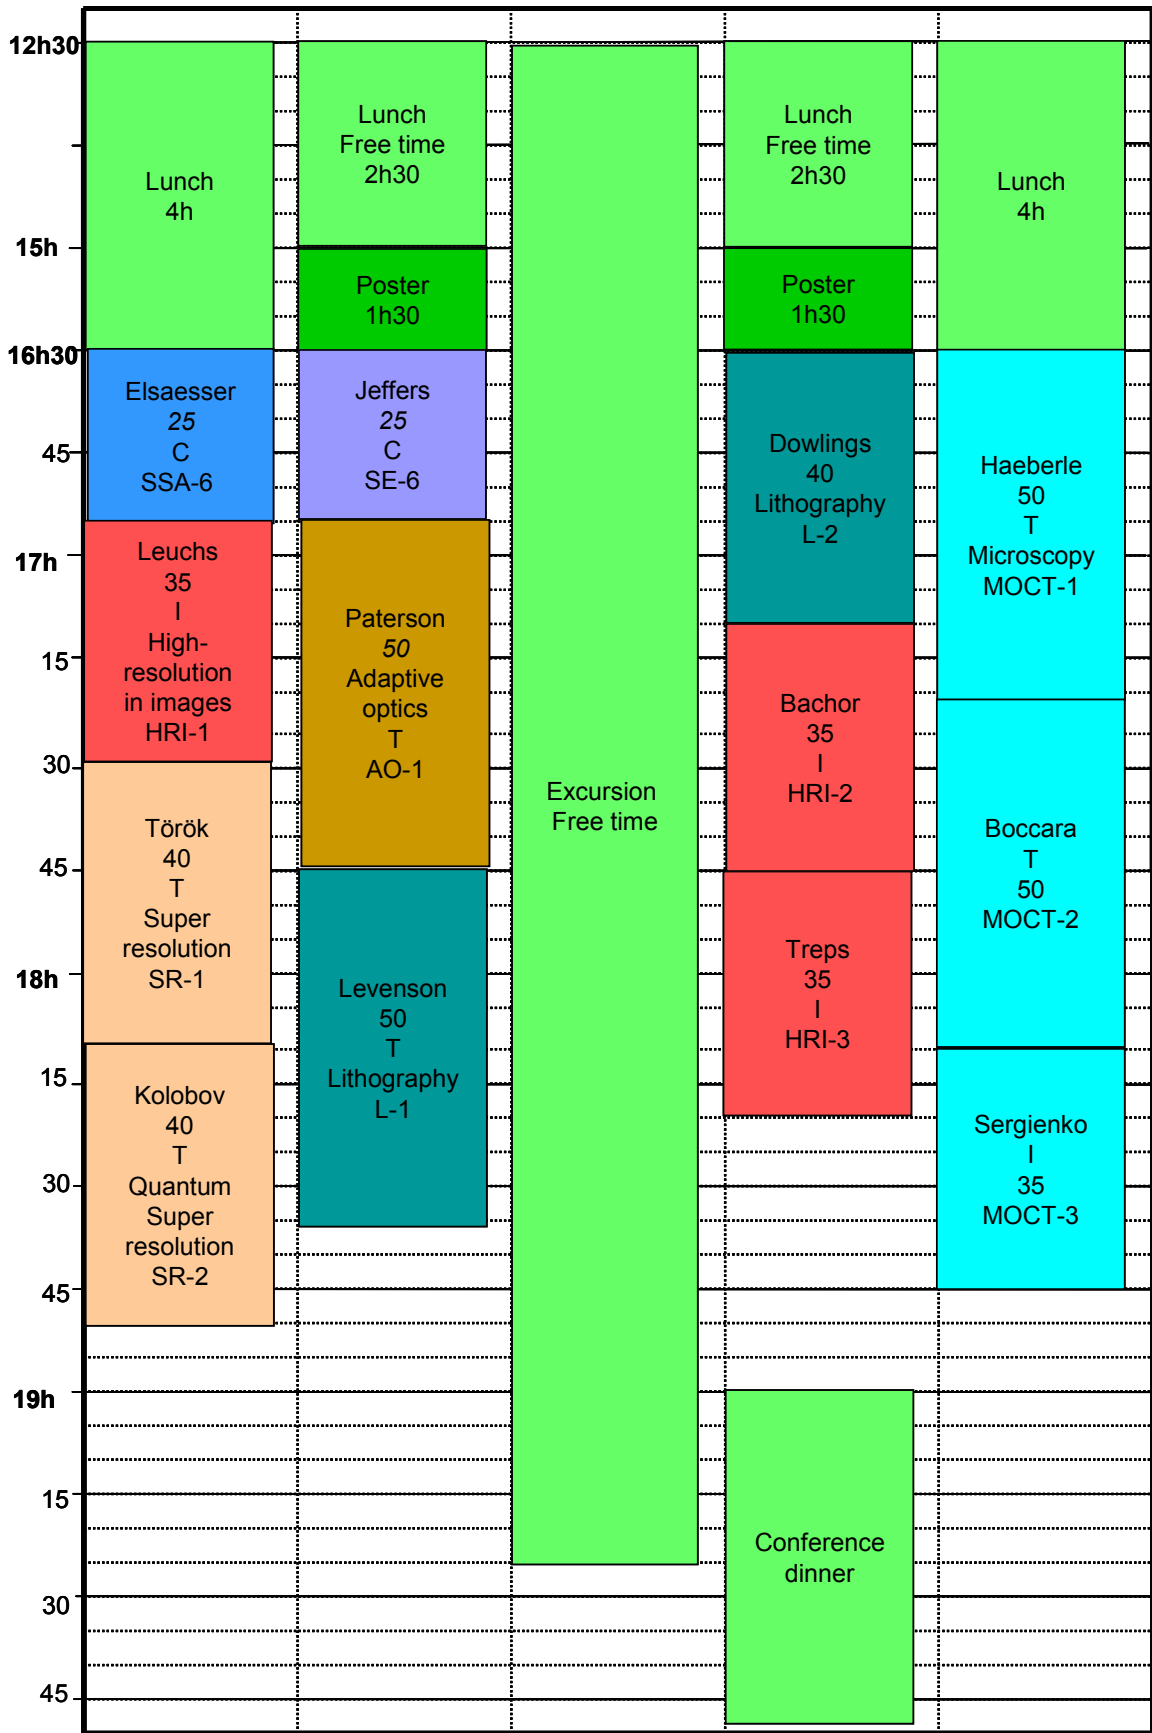 12h30
15h
16h30
45
17h
15
30
45
18h
15
30
45
19h
15
30
45
Lunch
4h
Elsaesser
25
C
SSA-6
Leuchs
35
I
High-
resolution
in images
HRI-1
Török
40
T
Super
resolution
SR-1
Kolobov
40
T
Quantum
Super
resolution
SR-2
Lunch
Free time
2h30
Poster
1h30
Jeffers
25
C
SE-6
Paterson
50
Adaptive
optics
T
AO-1
Levenson
50
T
Lithography
L-1
Excursion
Free time
Lunch
Free time
2h30
Poster
1h30
Dowlings
40
Lithography
L-2
Bachor
35
I
HRI-2
Treps
35
I
HRI-3
Conference
dinner
Lunch
4h
Haeberle
50
T
Microscopy
MOCT-1
Boccara
T
50
MOCT-2
Sergienko
I
35
MOCT-3